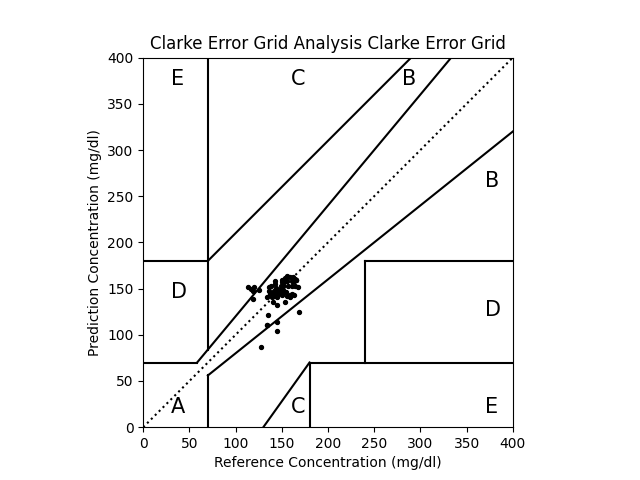 Clarke Error Grid Analysis Clarke Error Grid
400
350
300
250
200
150
100
50
0
Prediction Concentration (mg/dl)
E
C
B
B
D
D
A
C
E
0 50 100 150 200 250 300 350 400
Reference Concentration (mg/dl)